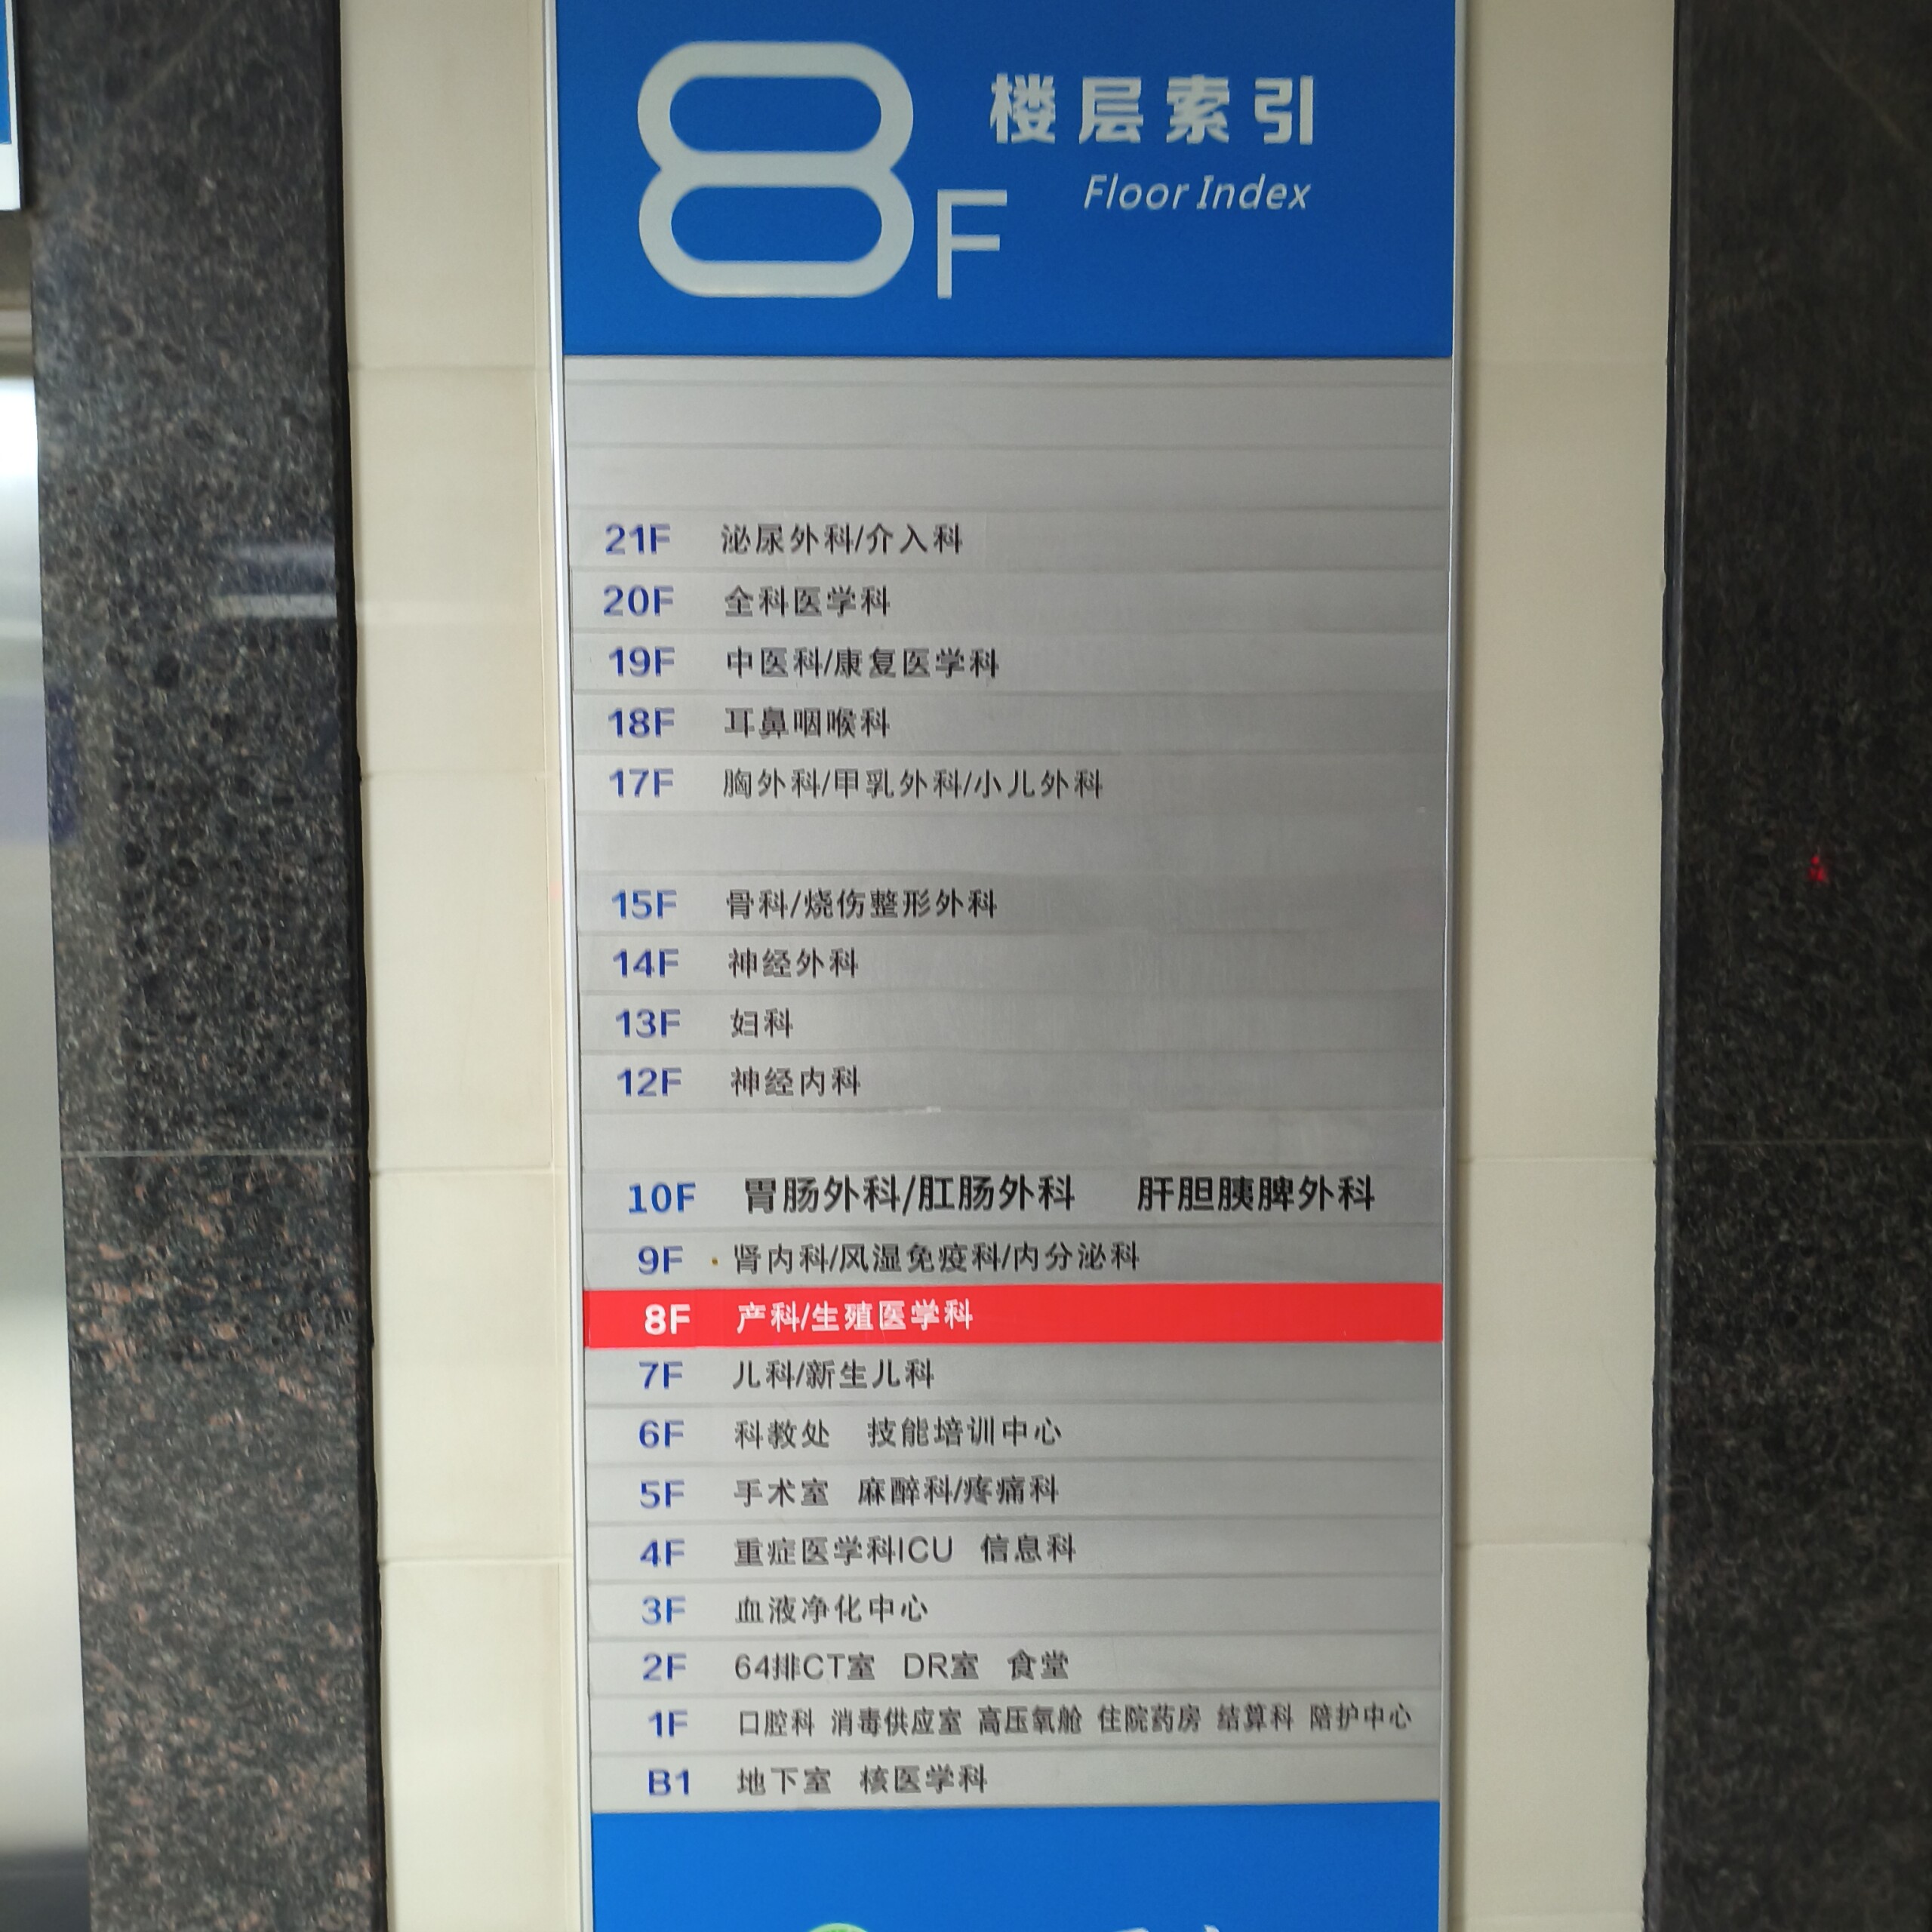 8F 楼层索引
Floor Index
21F 泌尿外科/介入科
20F 全科医学科
19F 中医科/康复医学科
18F 耳鼻咽喉科
17F 胸外科/甲乳外科/小儿外科
15F 骨科/烧伤整形外科
14F 神经外科
13F 妇科
12F 神经内科
10F 胃肠外科/肛肠外科 肝胆胰脾外科
9F 肾内科/风湿免疫科/内分泌科
8F 产科/生殖医学科
7F 儿科/新生儿科
6F 科教处 技能培训中心
5F 手术室 麻醉科/疼痛科
4F 重症医学科ICU 信息科
3F 血液净化中心
2F 64排CT室 DR室 食堂
1F 口腔科 消毒供应室 高压氧舱 住院药房 结算科 陪护中心
B1 地下室 核医学科